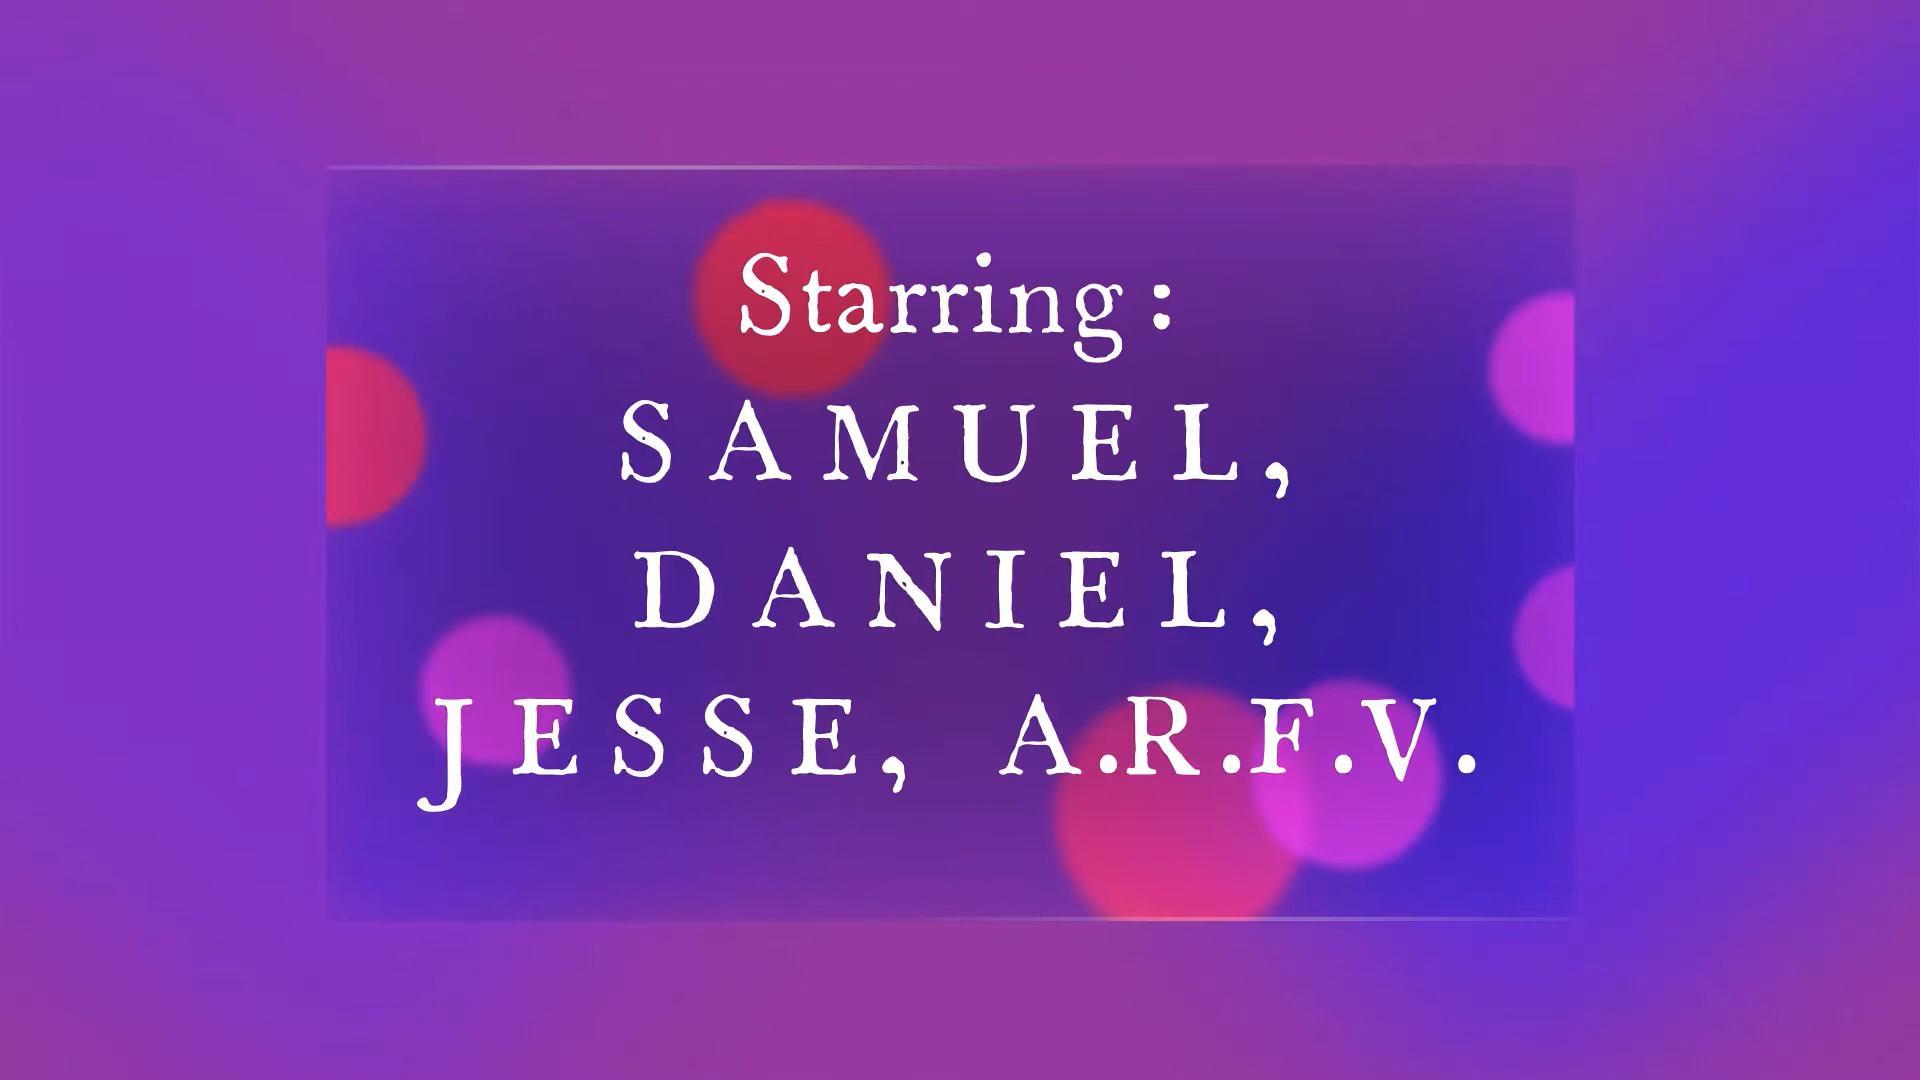 Starring :
SAMUEL,
DANIEL,
JESSE, A.R.F.V.